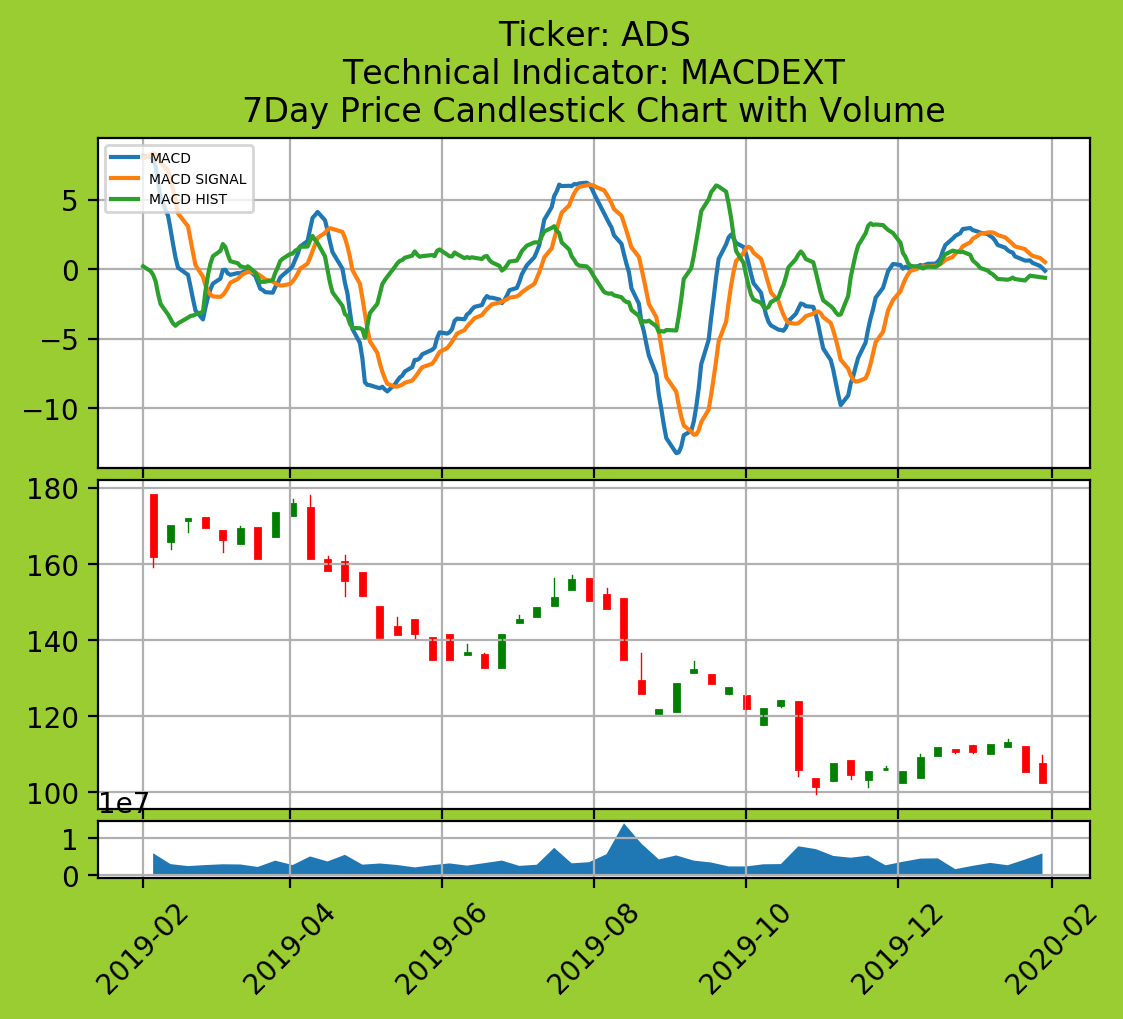 Ticker: ADS
Technical Indicator: MACDEXT
7Day Price Candlestick Chart with Volume
MACD
MACD SIGNAL
MACD HIST
5
0
−5
−10
180
160
140
120
100
1e7
1
0
2019-02
2019-04
2019-06
2019-08
2019-10
2019-12
2020-02